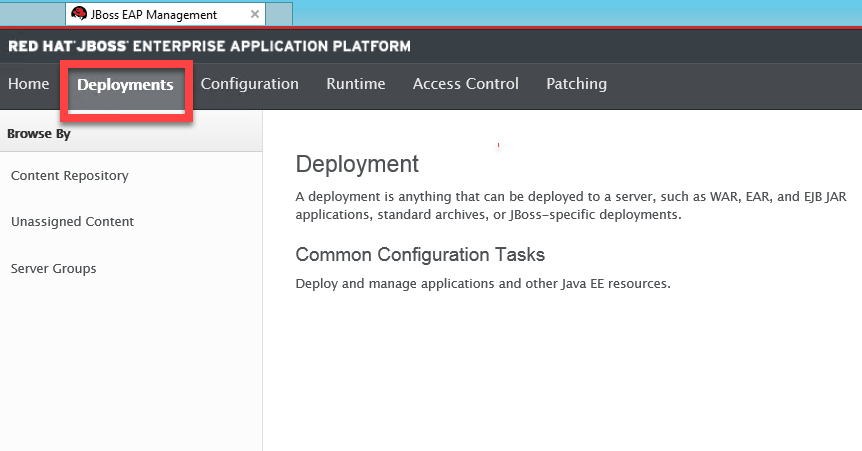 JBoss EAP Management
RED HAT® JBOSS® ENTERPRISE APPLICATION PLATFORM
Home Deployments Configuration Runtime Access Control Patching
Browse By
Content Repository
Unassigned Content
Server Groups
Deployment
A deployment is anything that can be deployed to a server, such as WAR, EAR, and EJB JAR
applications, standard archives, or JBoss-specific deployments.
Common Configuration Tasks
Deploy and manage applications and other Java EE resources.